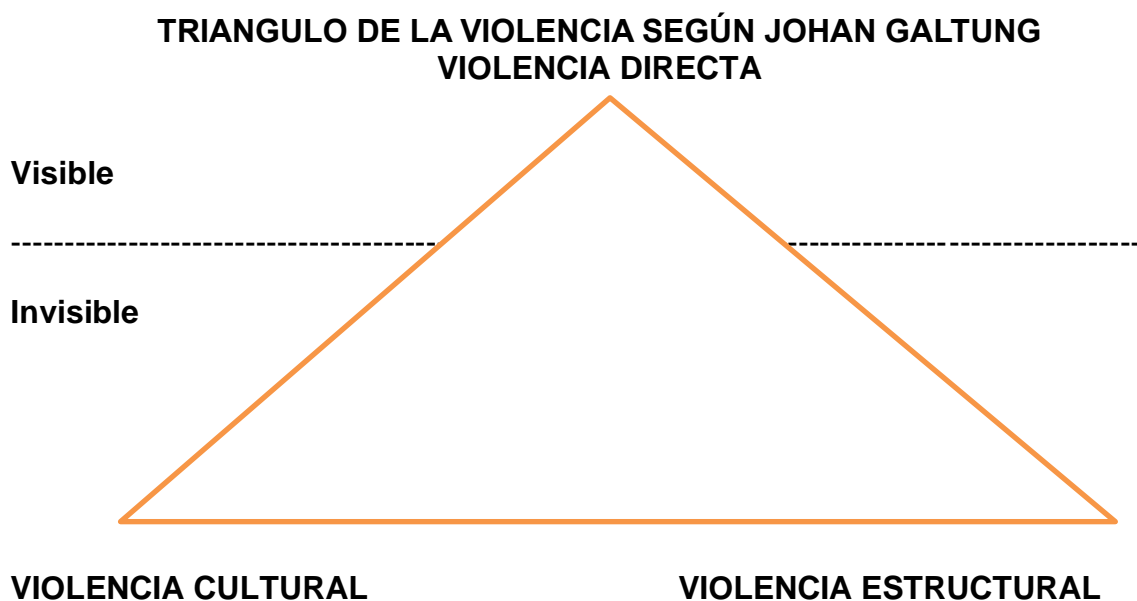 TRIANGULO DE LA VIOLENCIA SEGÚN JOHAN GALTUNG
VIOLENCIA DIRECTA
Visible
Invisible
VIOLENCIA CULTURAL VIOLENCIA ESTRUCTURAL